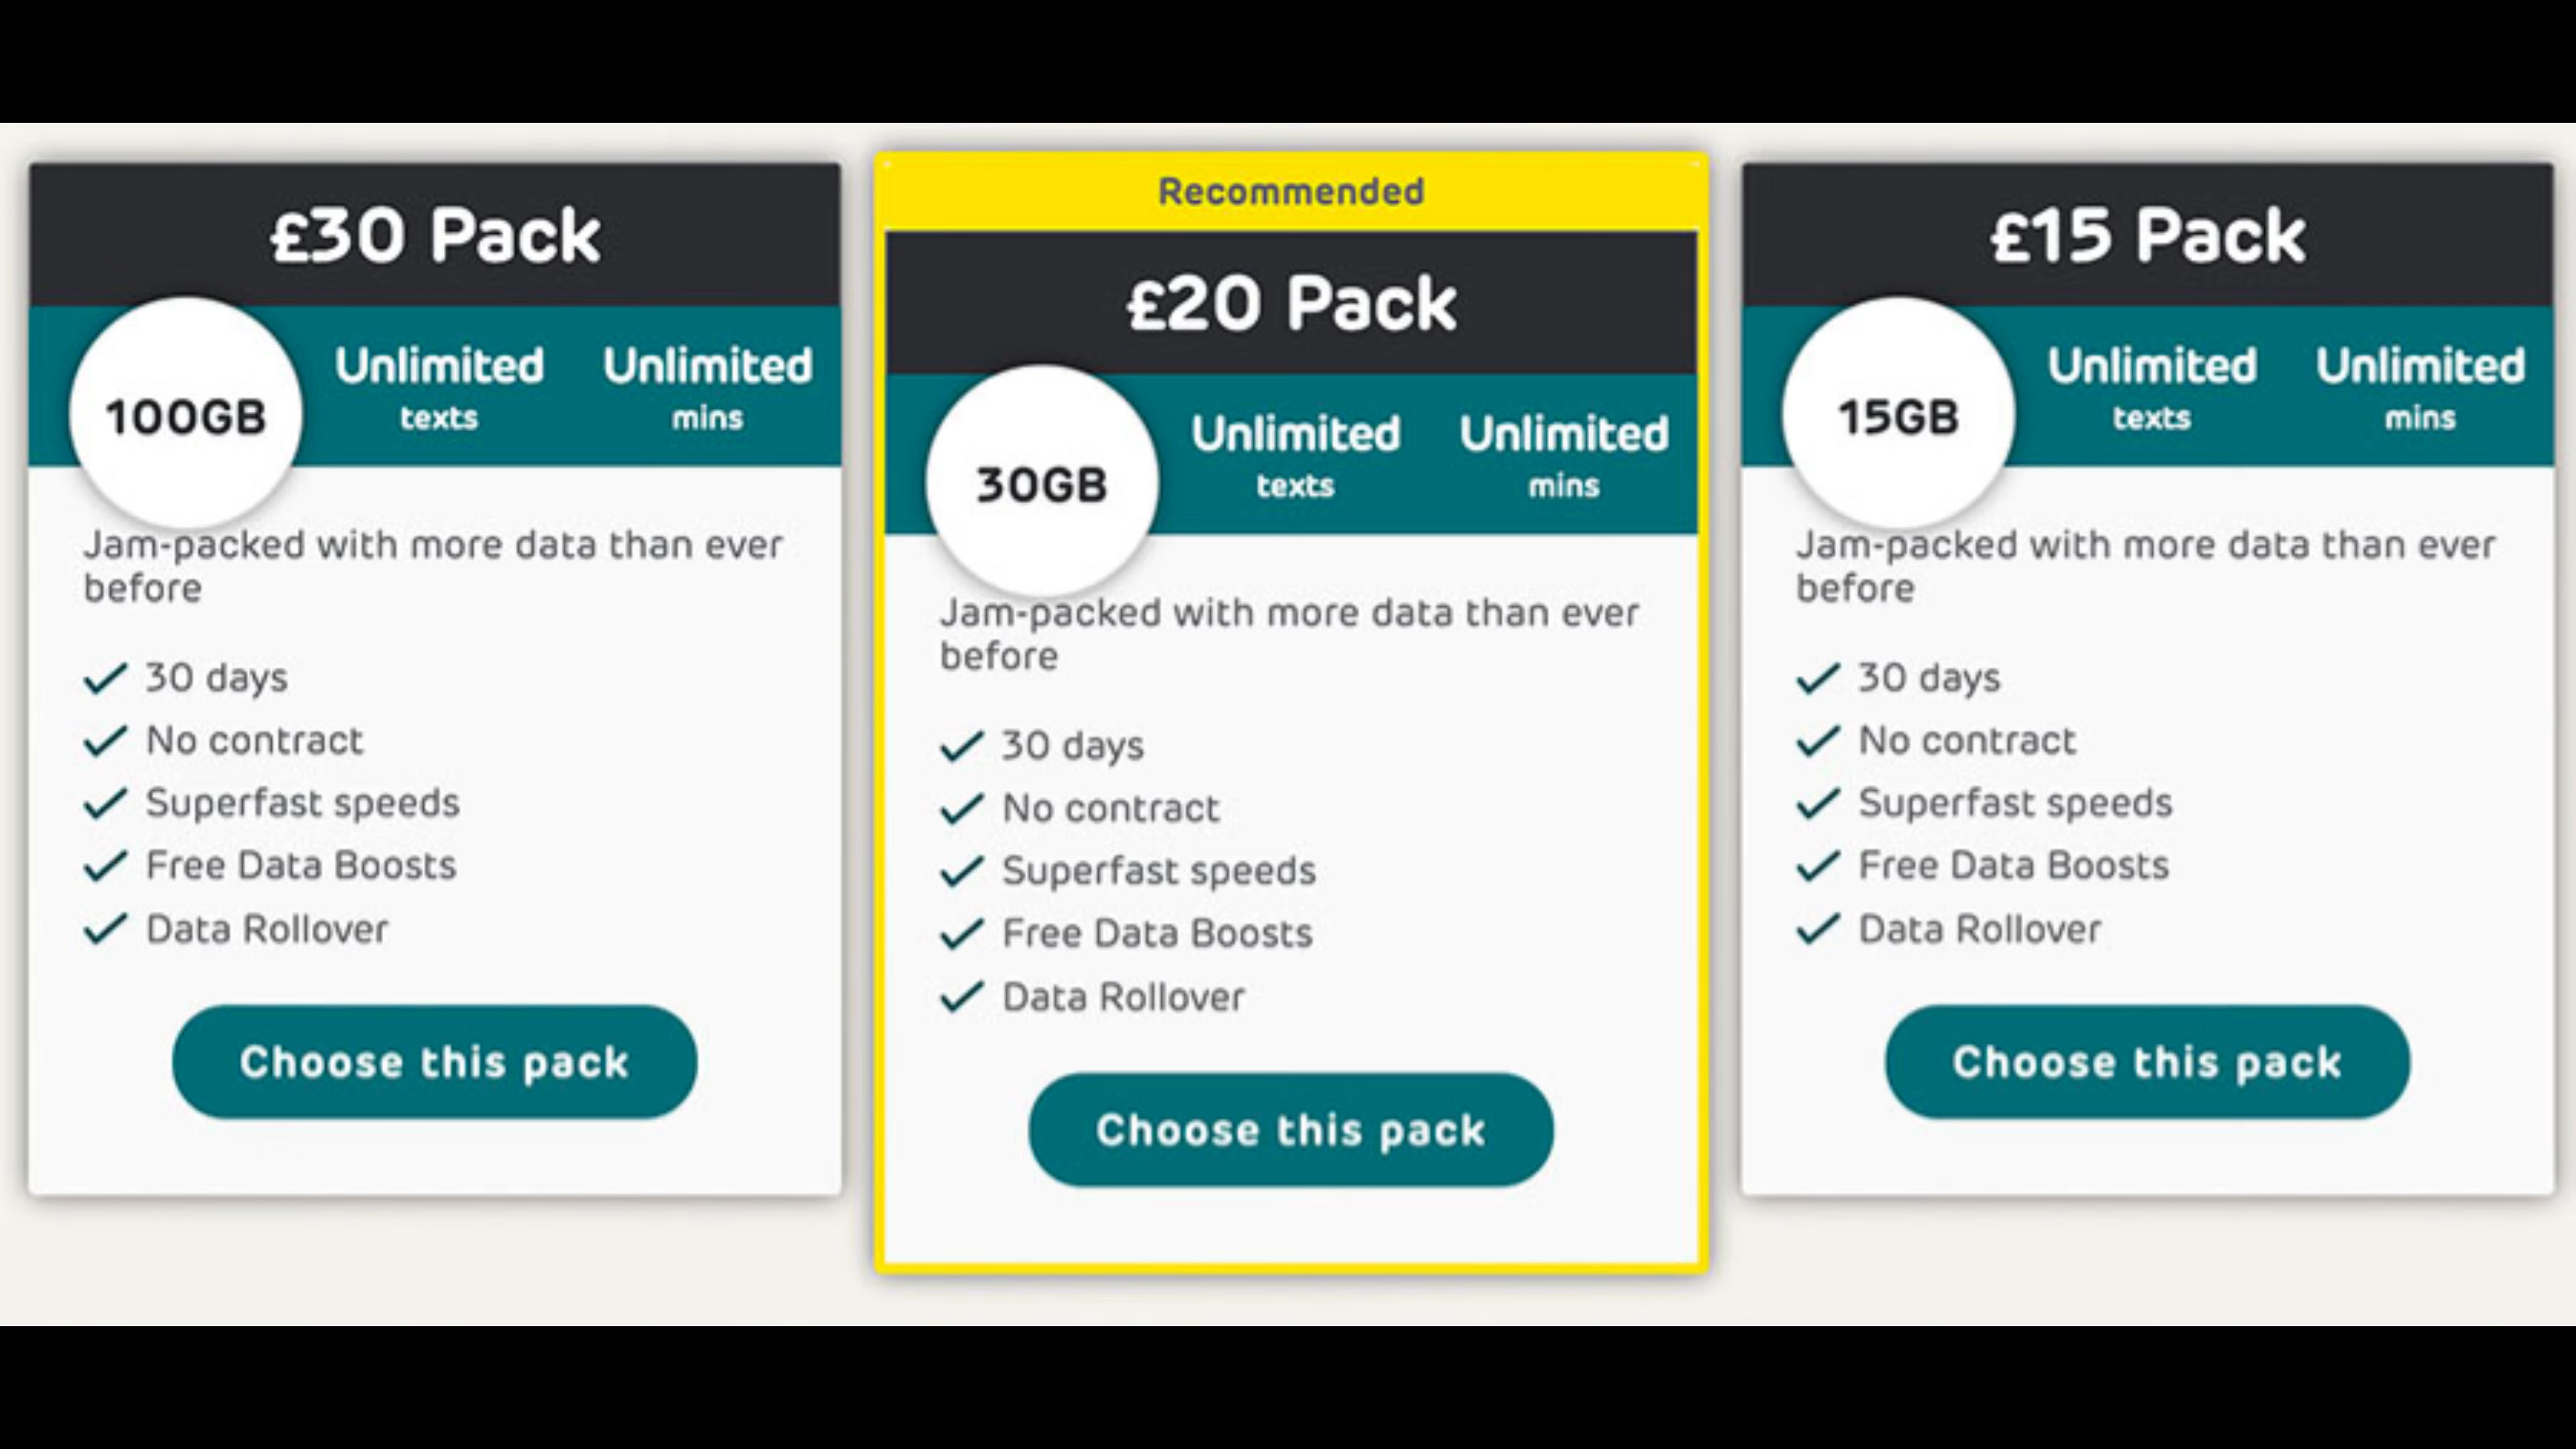 £30 Pack
100GB
Unlimited
texts
Unlimited
mins
Jam-packed with more data than ever
before
30 days
No contract
Superfast speeds
Free Data Boosts
Data Rollover
Choose this pack
Recommended
£20 Pack
30GB
Unlimited
texts
Unlimited
mins
Jam-packed with more data than ever
before
30 days
No contract
Superfast speeds
Free Data Boosts
Data Rollover
Choose this pack
£15 Pack
15GB
Unlimited
texts
Unlimited
mins
Jam-packed with more data than ever
before
30 days
No contract
Superfast speeds
Free Data Boosts
Data Rollover
Choose this pack